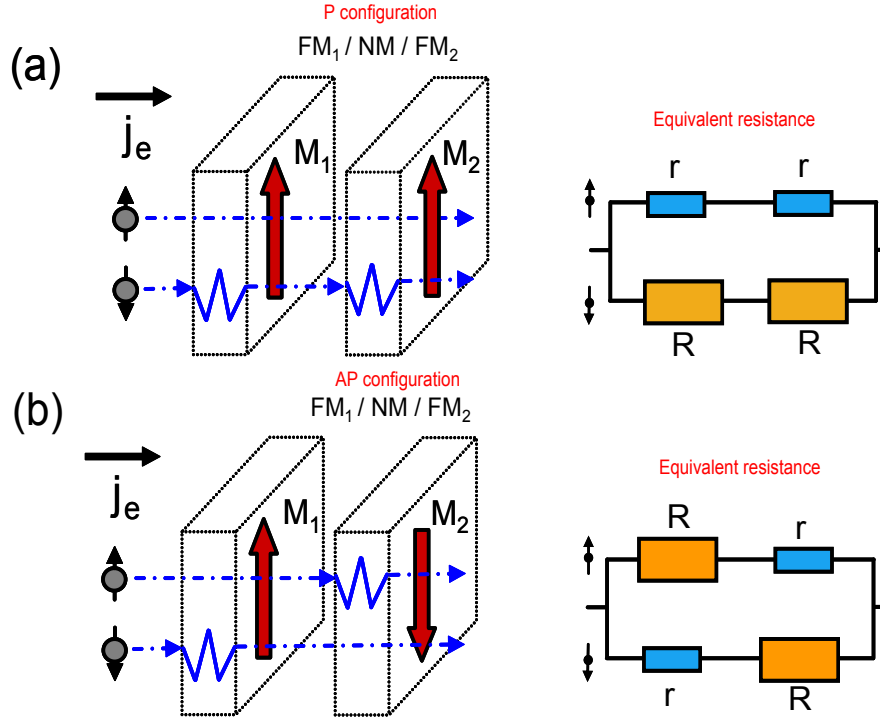 P configuration
FM₁ / NM / FM₂
(a)
jₑ
M₁
M₂
Equivalent resistance
r
r
R
R
AP configuration
FM₁ / NM / FM₂
(b)
jₑ
M₁
M₂
Equivalent resistance
R
r
r
R